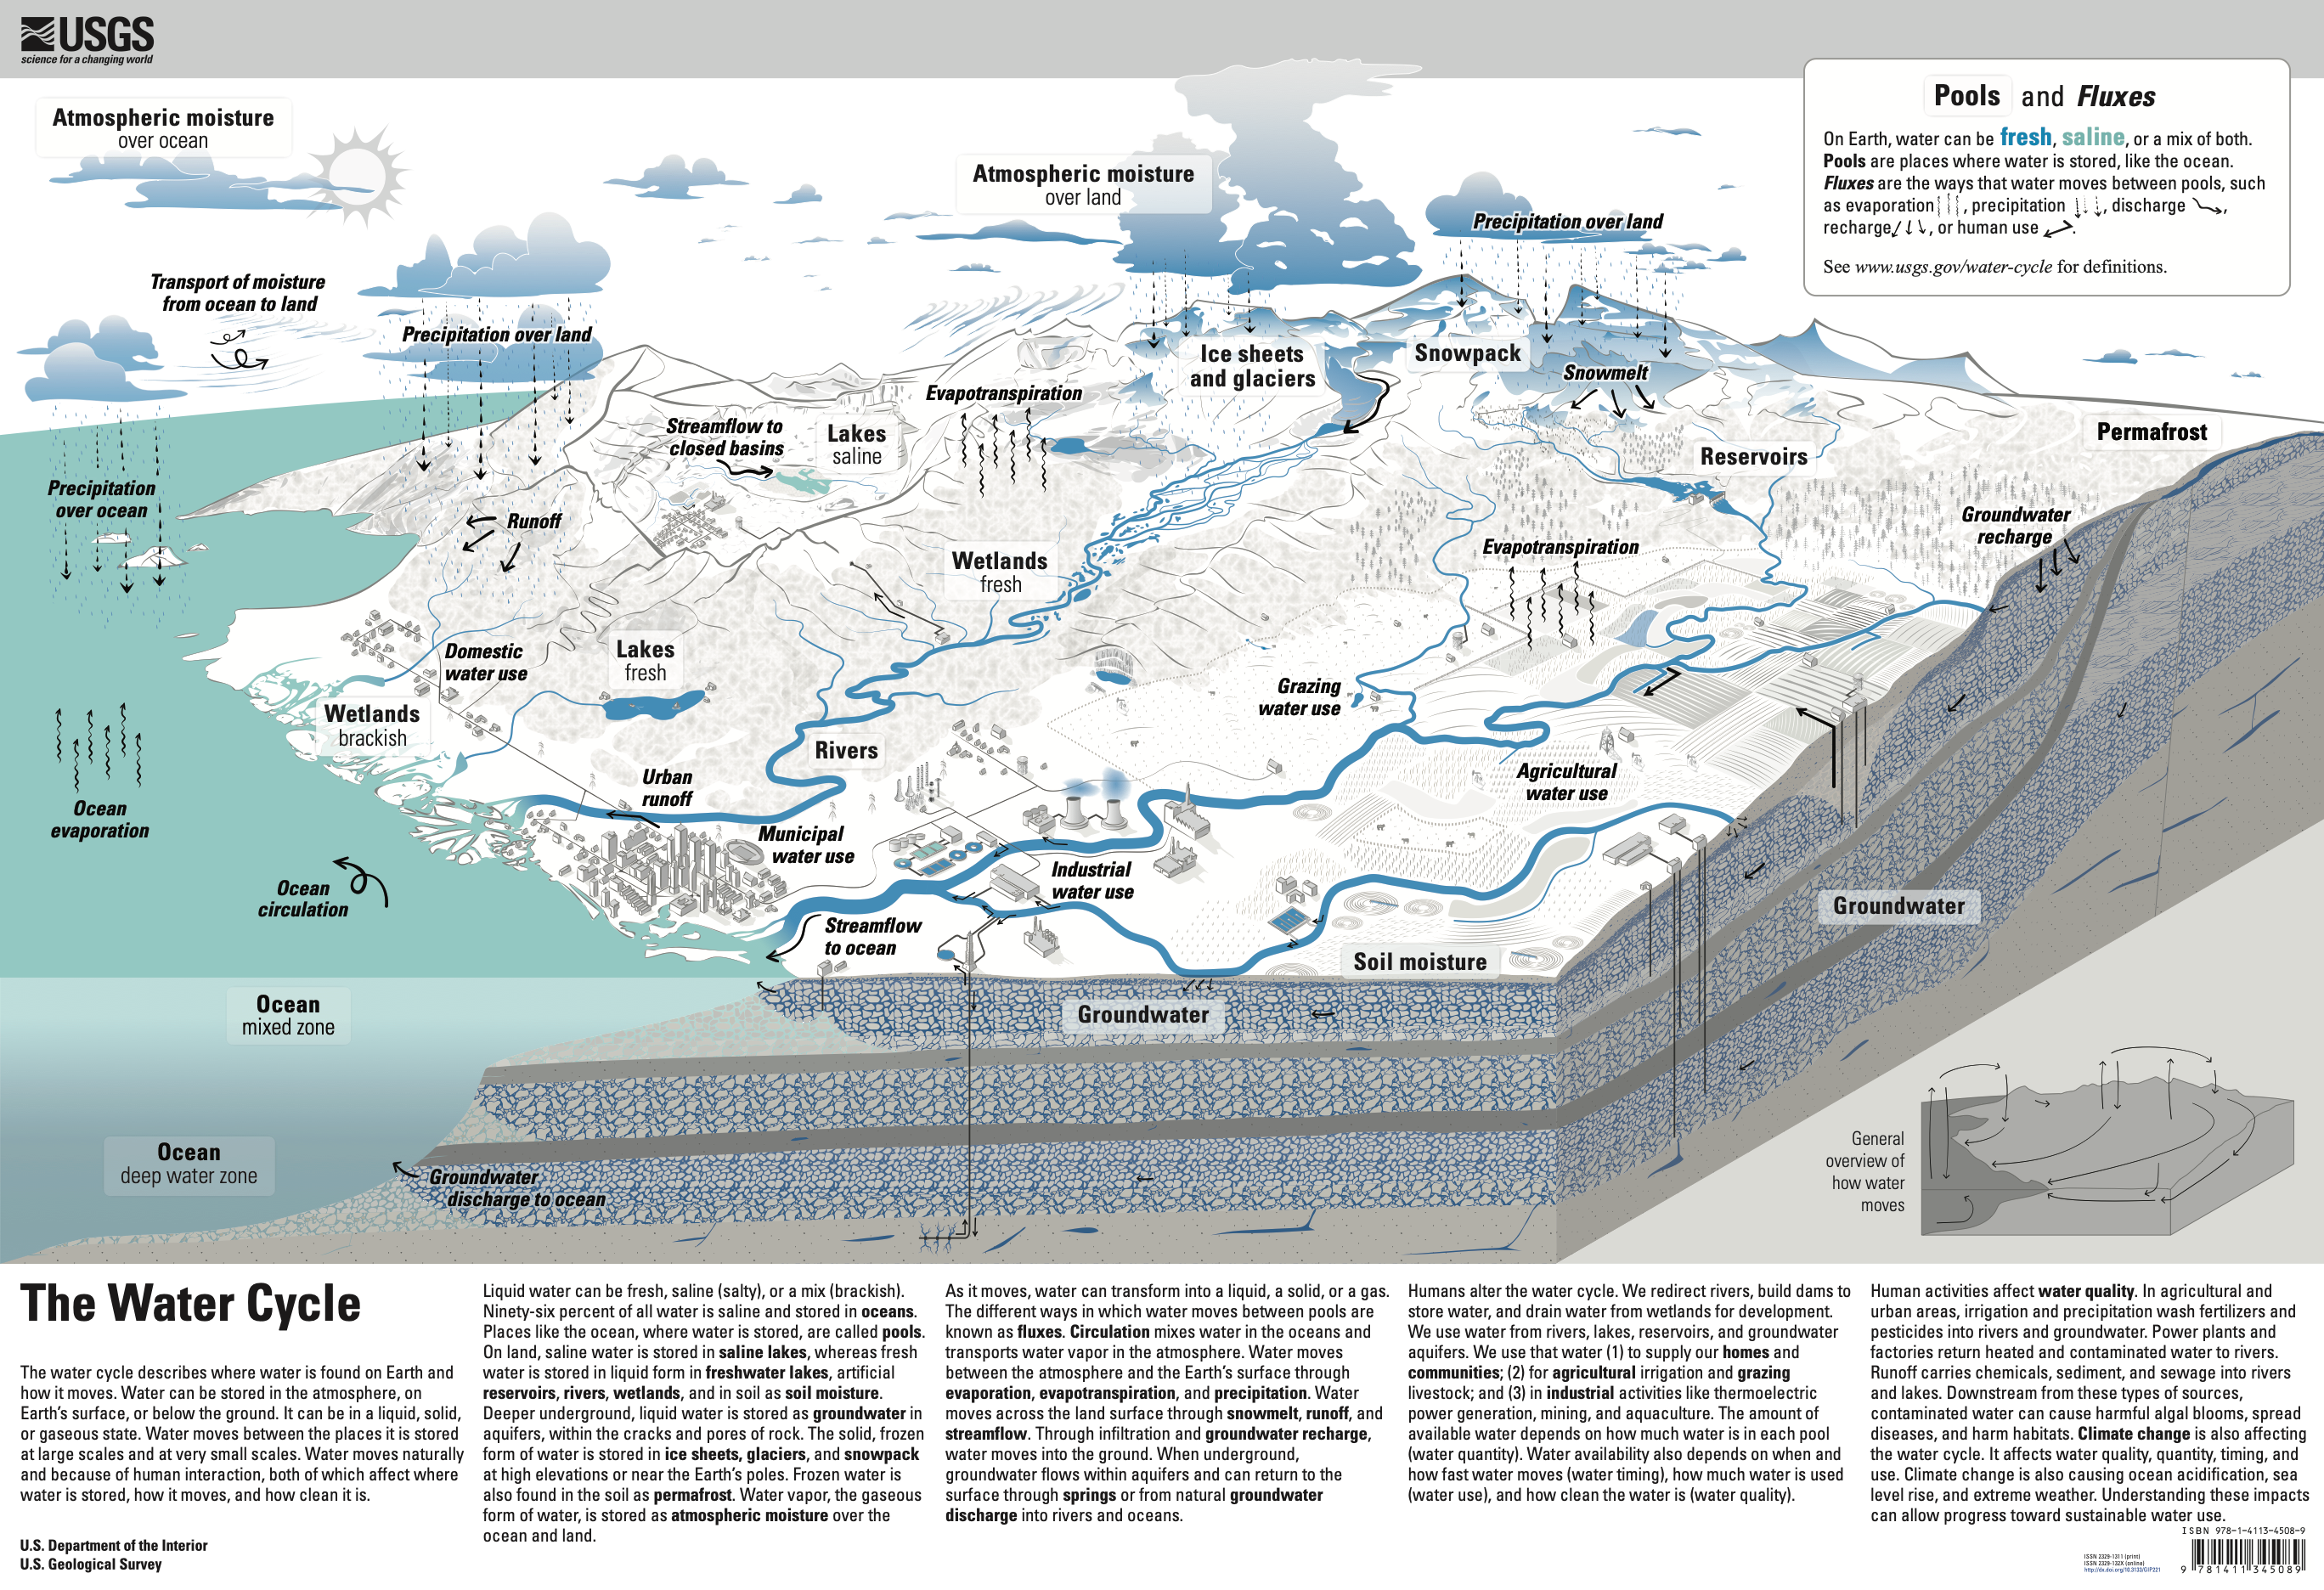 USGS
science for a changing world
Atmospheric moisture
over ocean
Atmospheric moisture
over land
Pools and Fluxes
On Earth, water can be fresh, saline, or a mix of both.
Pools are places where water is stored, like the ocean.
Fluxes are the ways that water moves between pools, such
as evaporation, precipitation, discharge,
recharge, or human use.
See www.usgs.gov/water-cycle for definitions.
Precipitation over land
Transport of moisture
from ocean to land
Precipitation over land
Ice sheets
and glaciers
Snowpack
Snowmelt
Evapotranspiration
Streamflow to
closed basins
Lakes
saline
Permafrost
Reservoirs
Precipitation
over ocean
Runoff
Groundwater
recharge
Wetlands
fresh
Evapotranspiration
Domestic
water use
Lakes
fresh
Grazing
water use
Wetlands
brackish
Rivers
Urban
runoff
Agricultural
water use
Ocean
evaporation
Municipal
water use
Industrial
water use
Ocean
circulation
Groundwater
Streamflow
to ocean
Soil moisture
Ocean
mixed zone
Groundwater
Ocean
deep water zone
Groundwater
discharge to ocean
General
overview of
how water
moves
The Water Cycle
The water cycle describes where water is found on Earth and
how it moves. Water can be stored in the atmosphere, on
Earth's surface, or below the ground. It can be in a liquid, solid,
or gaseous state. Water moves between the places it is stored
at large scales and at very small scales. Water moves naturally
and because of human interaction, both of which affect where
water is stored, how it moves, and how clean it is.
U.S. Department of the Interior
U.S. Geological Survey
Liquid water can be fresh, saline (salty), or a mix (brackish).
Ninety-six percent of all water is saline and stored in oceans.
Places like the ocean, where water is stored, are called pools.
On land, saline water is stored in saline lakes, whereas fresh
water is stored in liquid form in freshwater lakes, artificial
reservoirs, rivers, wetlands, and in soil as soil moisture.
Deeper underground, liquid water is stored as groundwater in
aquifers, within the cracks and pores of rock. The solid, frozen
form of water is stored in ice sheets, glaciers, and snowpack
at high elevations or near the Earth's poles. Frozen water is
also found in the soil as permafrost. Water vapor, the gaseous
form of water, is stored as atmospheric moisture over the
ocean and land.
As it moves, water can transform into a liquid, a solid, or a gas.
The different ways in which water moves between pools are
known as fluxes. Circulation mixes water in the oceans and
transports water vapor in the atmosphere. Water moves
between the atmosphere and the Earth's surface through
evaporation, evapotranspiration, and precipitation. Water
moves across the land surface through snowmelt, runoff, and
streamflow. Through infiltration and groundwater recharge,
water moves into the ground. When underground,
groundwater flows within aquifers and can return to the
surface through springs or from natural groundwater
discharge into rivers and oceans.
Humans alter the water cycle. We redirect rivers, build dams to
store water, and drain water from wetlands for development.
We use water from rivers, lakes, reservoirs, and groundwater
aquifers. We use that water (1) to supply our homes and
communities; (2) for agricultural irrigation and grazing
livestock; and (3) in industrial activities like thermoelectric
power generation, mining, and aquaculture. The amount of
available water depends on how much water is in each pool
(water quantity). Water availability also depends on when and
how fast water moves (water timing), how much water is used
(water use), and how clean the water is (water quality).
Human activities affect water quality. In agricultural and
urban areas, irrigation and precipitation wash fertilizers and
pesticides into rivers and groundwater. Power plants and
factories return heated and contaminated water to rivers.
Runoff carries chemicals, sediment, and sewage into rivers
and lakes. Downstream from these types of sources,
contaminated water can cause harmful algal blooms, spread
diseases, and harm habitats. Climate change is also affecting
the water cycle. It affects water quality, quantity, timing, and
use. Climate change is also causing ocean acidification, sea
level rise, and extreme weather. Understanding these impacts
can allow progress toward sustainable water use.
ISBN 978-1-4113-4508-9
ISSN 2329-1311 (print)
ISSN 2329-132X (online)
http://dx.doi.org/10.3133/GIP221
9 781411 345089